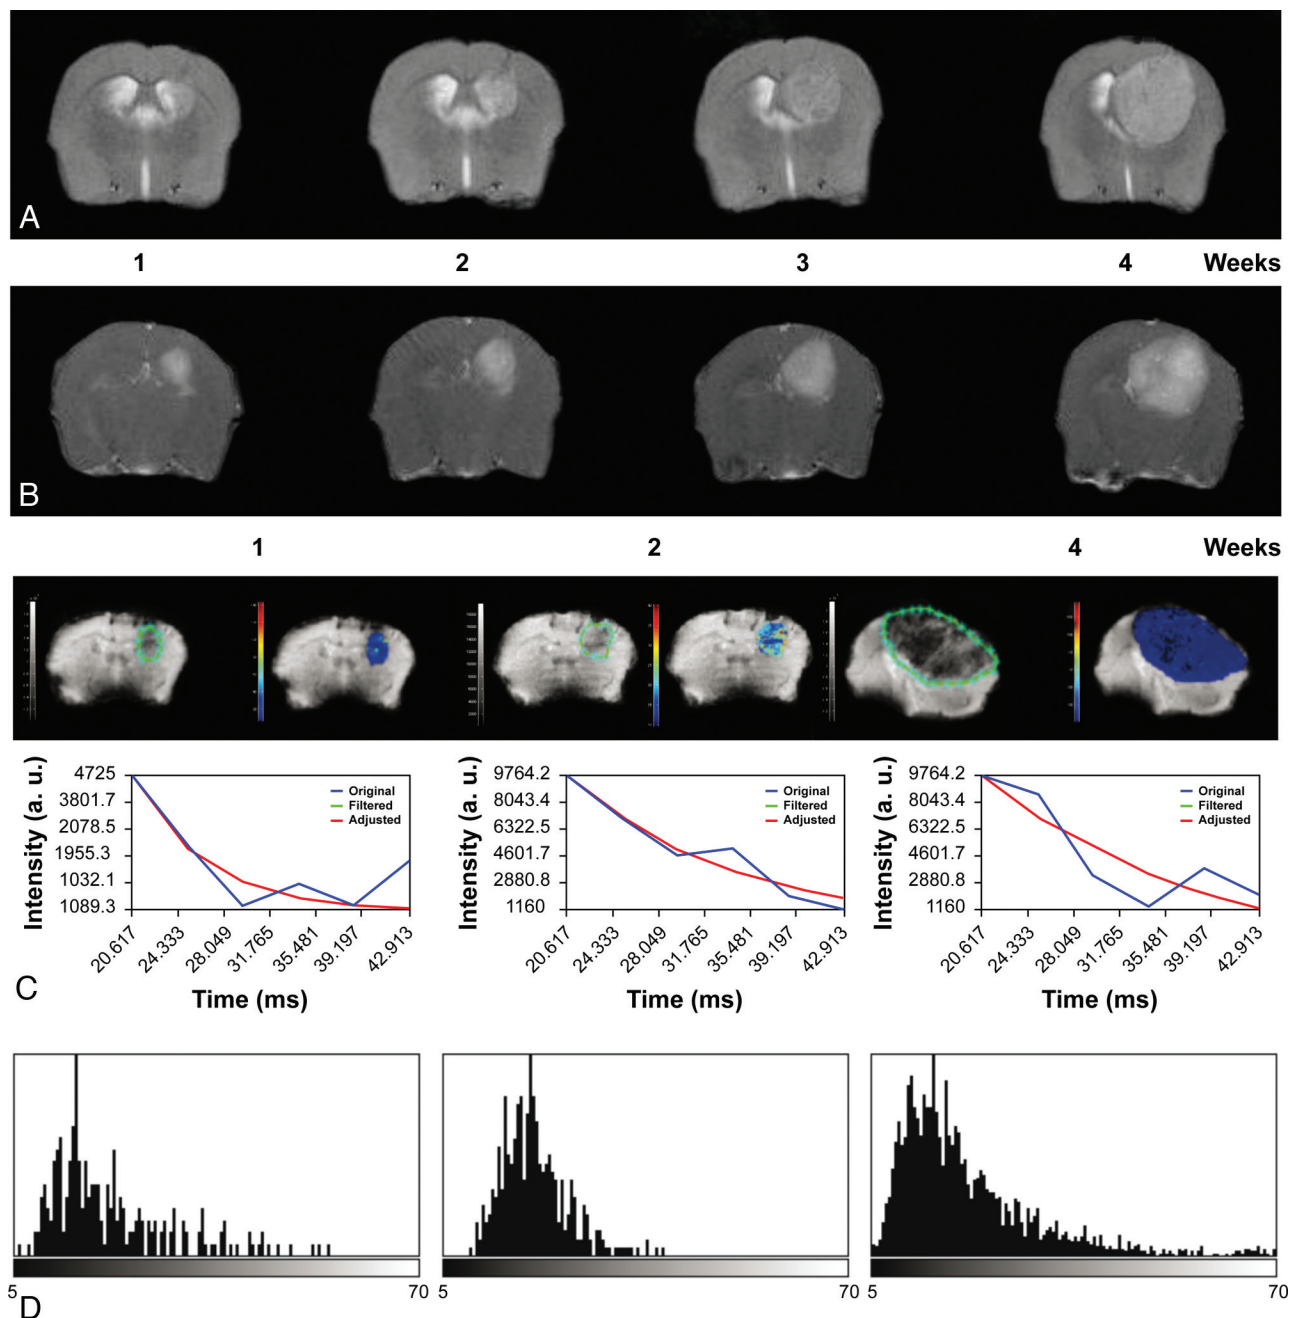 A
1 2 3 4 Weeks
B
1 2 4 Weeks
Intensity (a. u.)
4725
3801.7
2078.5
1955.3
1032.1
1089.3
Original
Filtered
Adjusted
20.617 24.333 28.049 31.765 35.481 39.197 42.913
Time (ms)
Intensity (a. u.)
9764.2
8043.4
6322.5
4601.7
2880.8
1160
Original
Filtered
Adjusted
20.617 24.333 28.049 31.765 35.481 39.197 42.913
Time (ms)
Intensity (a. u.)
9764.2
8043.4
6322.5
4601.7
2880.8
1160
Original
Filtered
Adjusted
20.617 24.333 28.049 31.765 35.481 39.197 42.913
Time (ms)
C
5 70 5 70 5 70
D